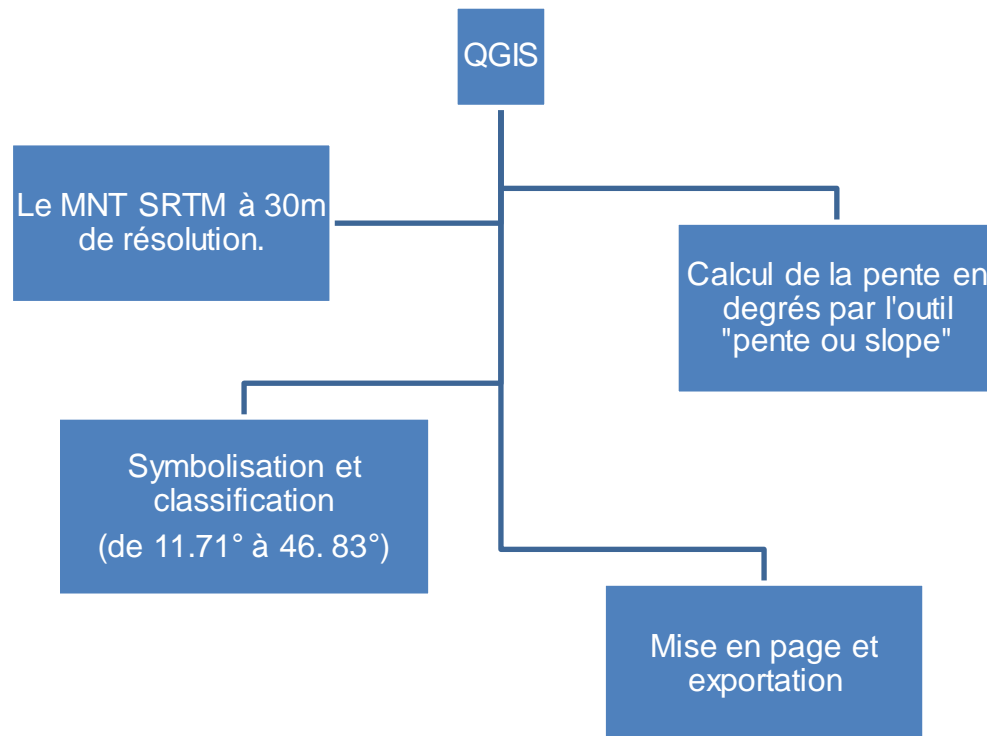 QGIS
Le MNT SRTM à 30m
de résolution.
Calcul de la pente en
degrés par l'outil
"pente ou slope"
Symbolisation et
classification
(de 11.71° à 46. 83°)
Mise en page et
exportation